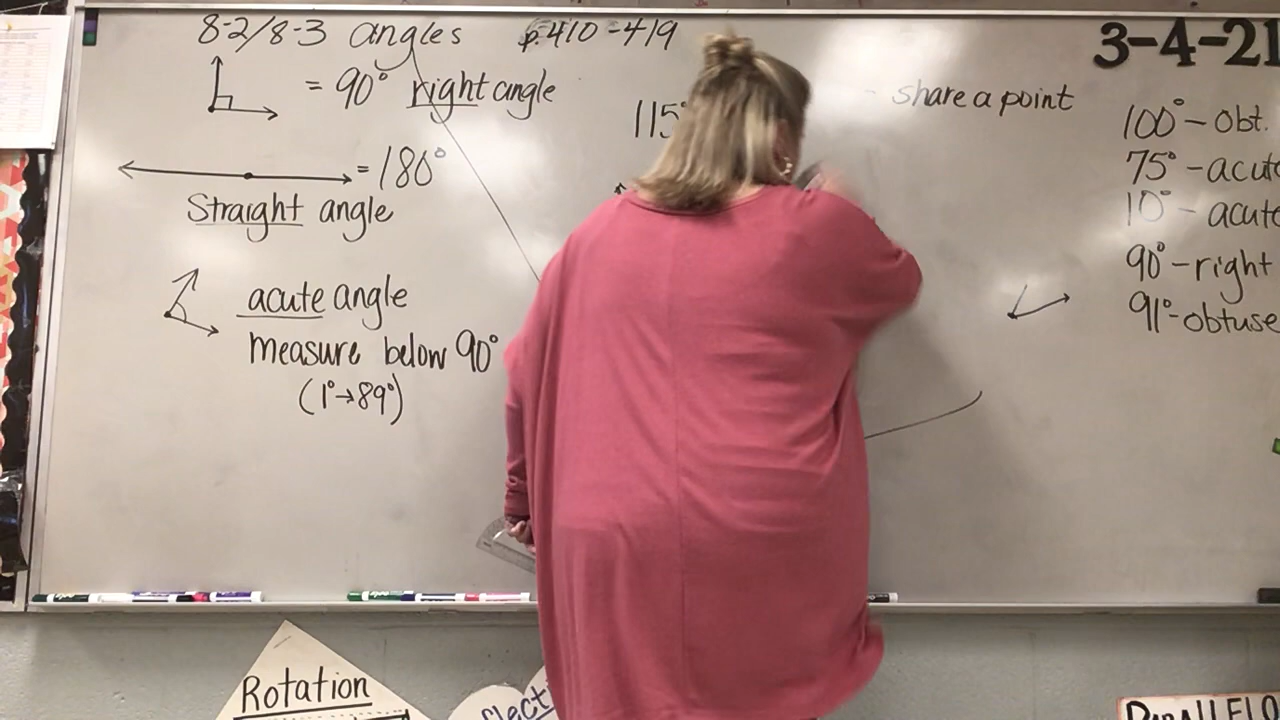 8-2/8-3 angles p.410-419
= 90° right angle
= 180°
Straight angle
acute angle
measure below 90°
(1°→89°)
115°
- share a point
3-4-21
100° - obt.
75° - acute
10° - acute
90° - right
91° - obtuse
Rotation